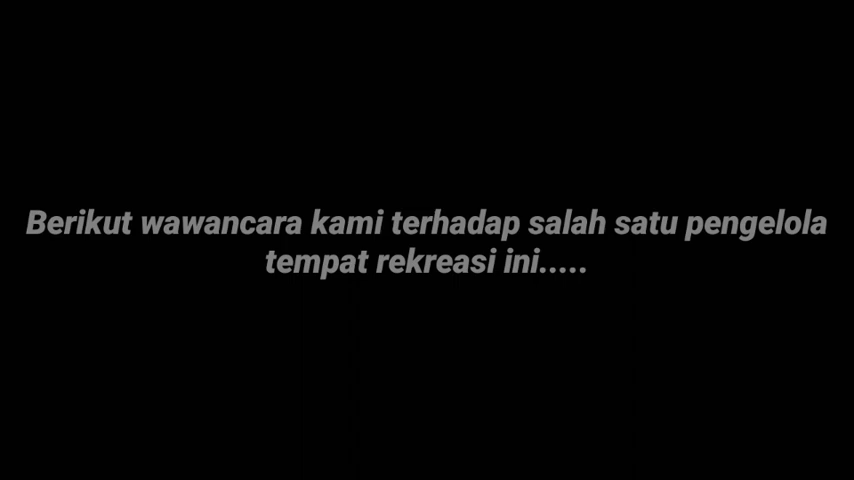 Berikut wawancara kami terhadap salah satu pengelola
tempat rekreasi ini.....